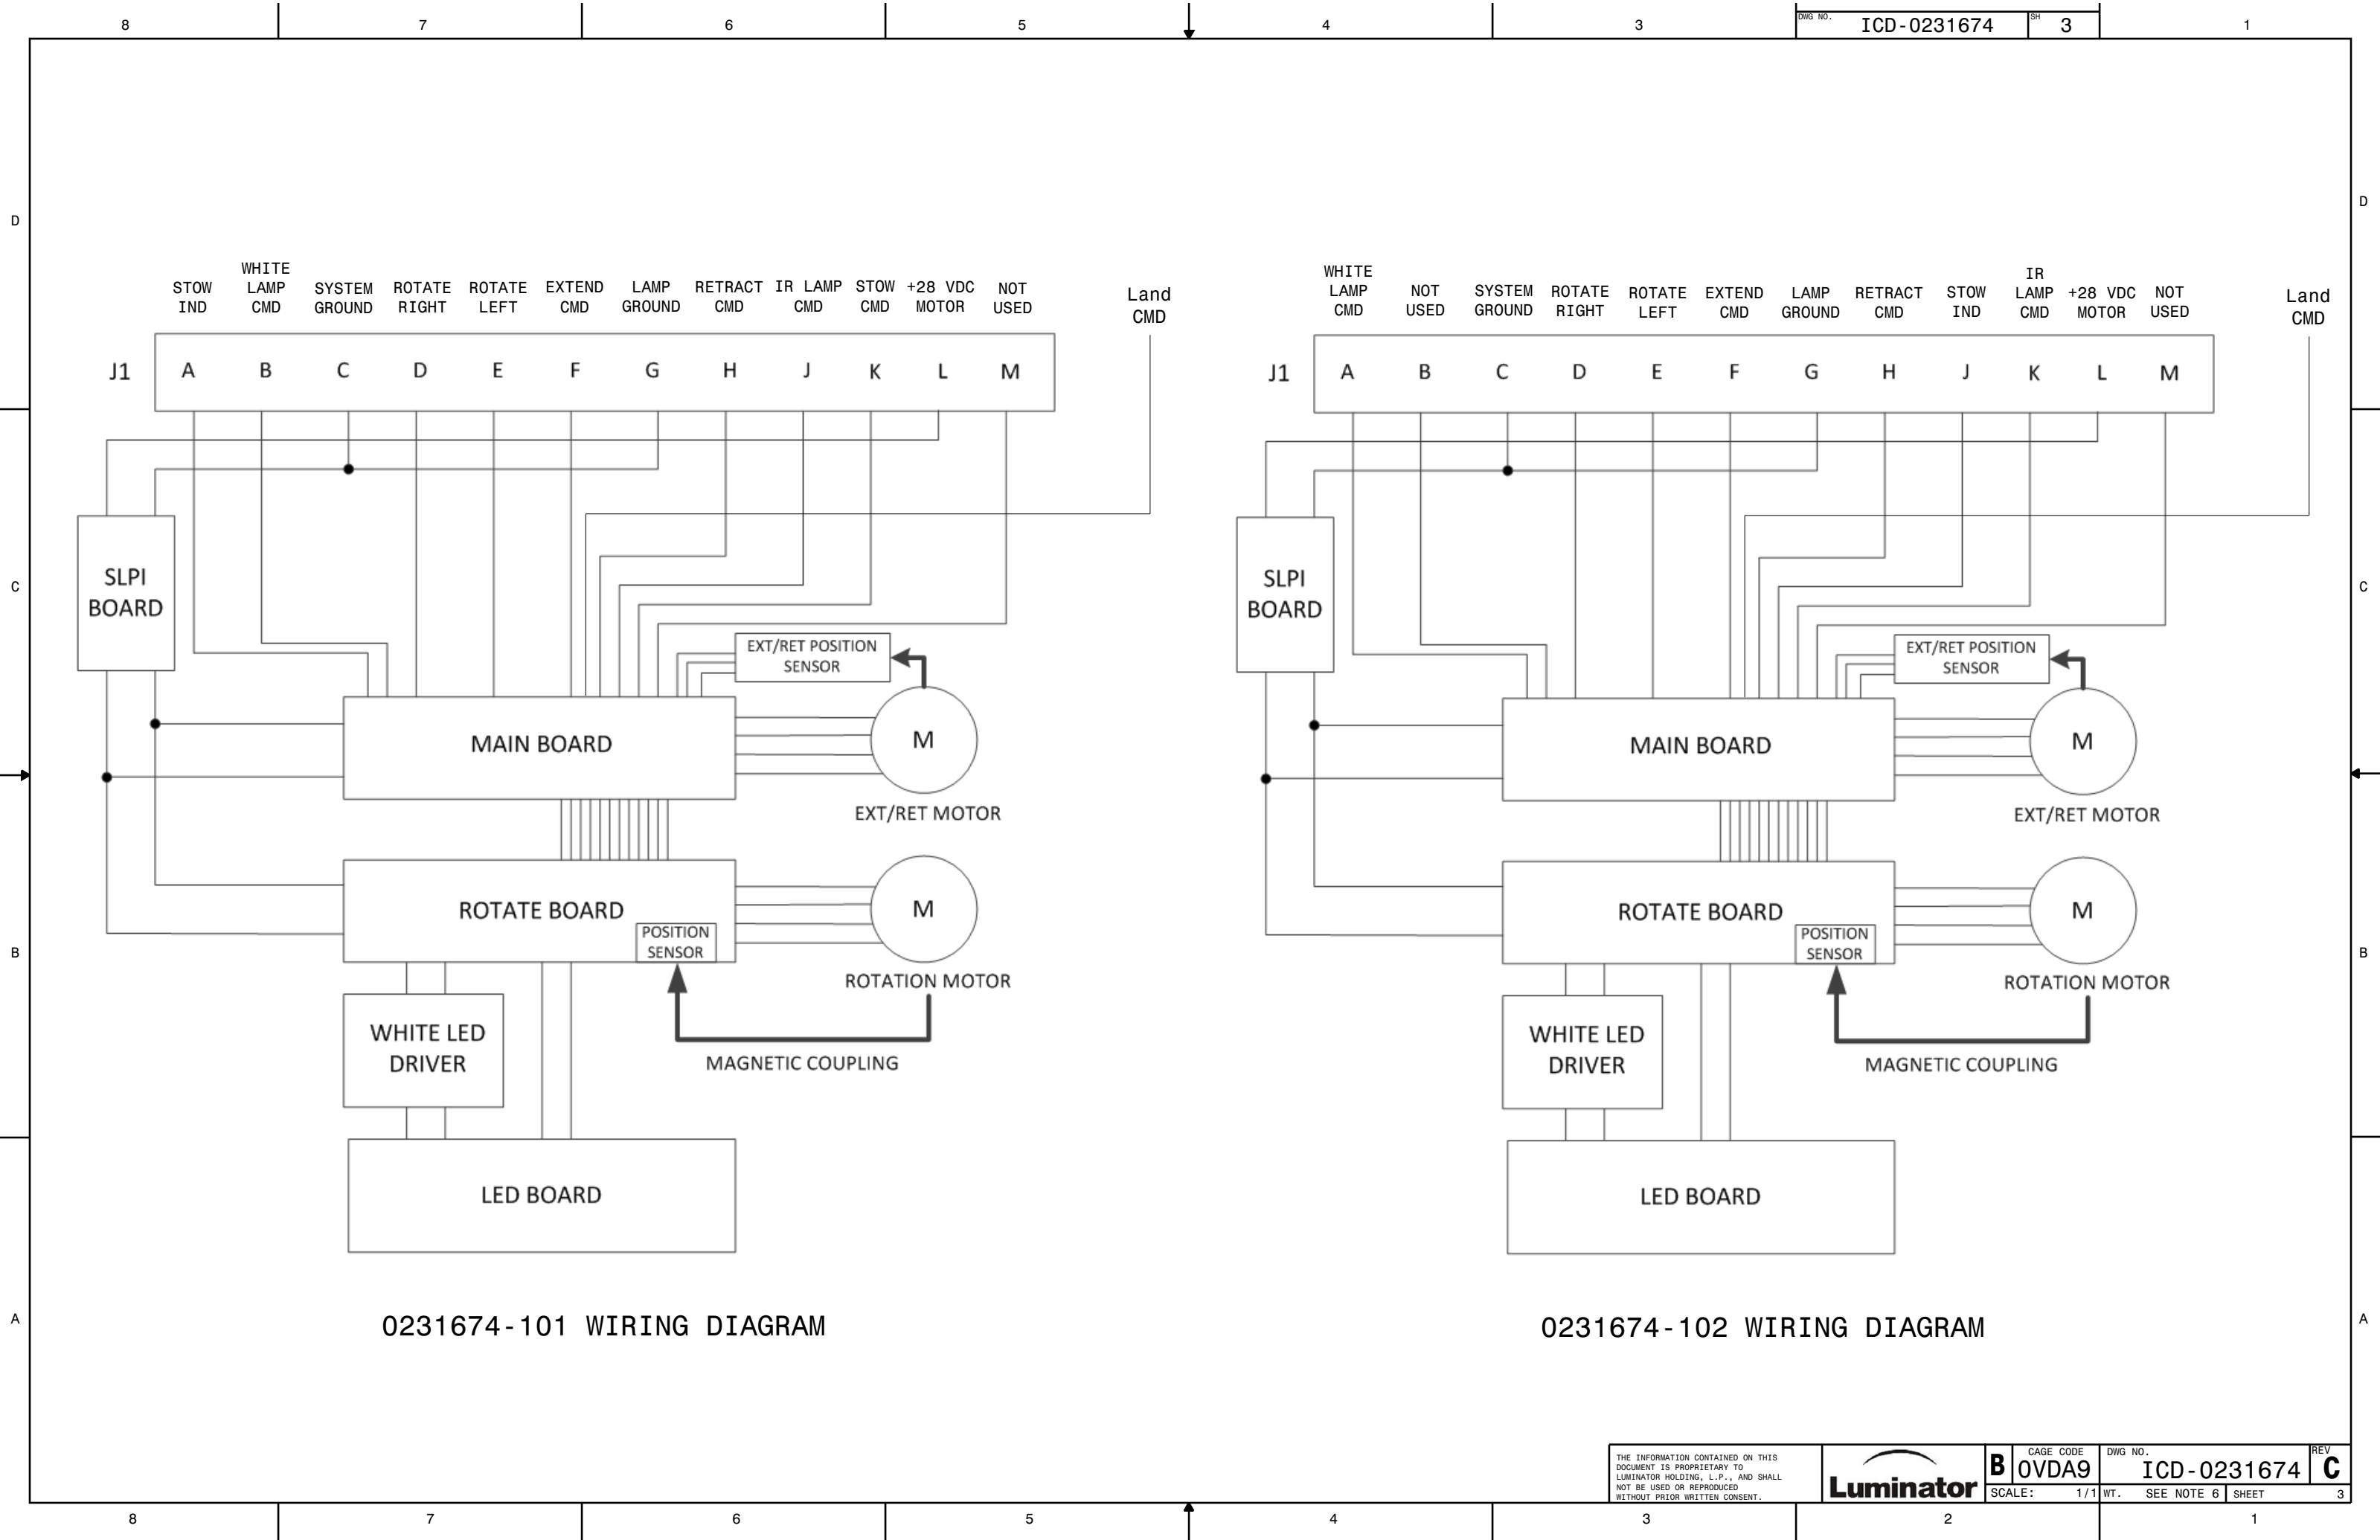 8 7 6 5 4 3 DWG NO. ICD-0231674 SH 3 1
D D
WHITE
STOW LAMP SYSTEM ROTATE ROTATE EXTEND LAMP RETRACT IR LAMP STOW +28 VDC NOT
IND CMD GROUND RIGHT LEFT CMD GROUND CMD CMD CMD MOTOR USED
Land
CMD
J1 A B C D E F G H J K L M
SLPI
BOARD
EXT/RET POSITION
SENSOR
MAIN BOARD
M
EXT/RET MOTOR
ROTATE BOARD
POSITION
SENSOR
M
ROTATION MOTOR
WHITE LED
DRIVER
MAGNETIC COUPLING
LED BOARD
0231674-101 WIRING DIAGRAM
WHITE IR
LAMP NOT SYSTEM ROTATE ROTATE EXTEND LAMP RETRACT STOW LAMP +28 VDC NOT
CMD USED GROUND RIGHT LEFT CMD GROUND CMD IND CMD MOTOR USED
Land
CMD
J1 A B C D E F G H J K L M
SLPI
BOARD
EXT/RET POSITION
SENSOR
MAIN BOARD
M
EXT/RET MOTOR
ROTATE BOARD
POSITION
SENSOR
M
ROTATION MOTOR
WHITE LED
DRIVER
MAGNETIC COUPLING
LED BOARD
0231674-102 WIRING DIAGRAM
C C
B B
A A
THE INFORMATION CONTAINED ON THIS
DOCUMENT IS PROPRIETARY TO
LUMINATOR HOLDING, L.P., AND SHALL
NOT BE USED OR REPRODUCED
WITHOUT PRIOR WRITTEN CONSENT.
Luminator
B
CAGE CODE
0VDA9
DWG NO.
ICD-0231674
REV
C
SCALE: 1/1
WT. SEE NOTE 6
SHEET 3
8 7 6 5 4 3 2 1